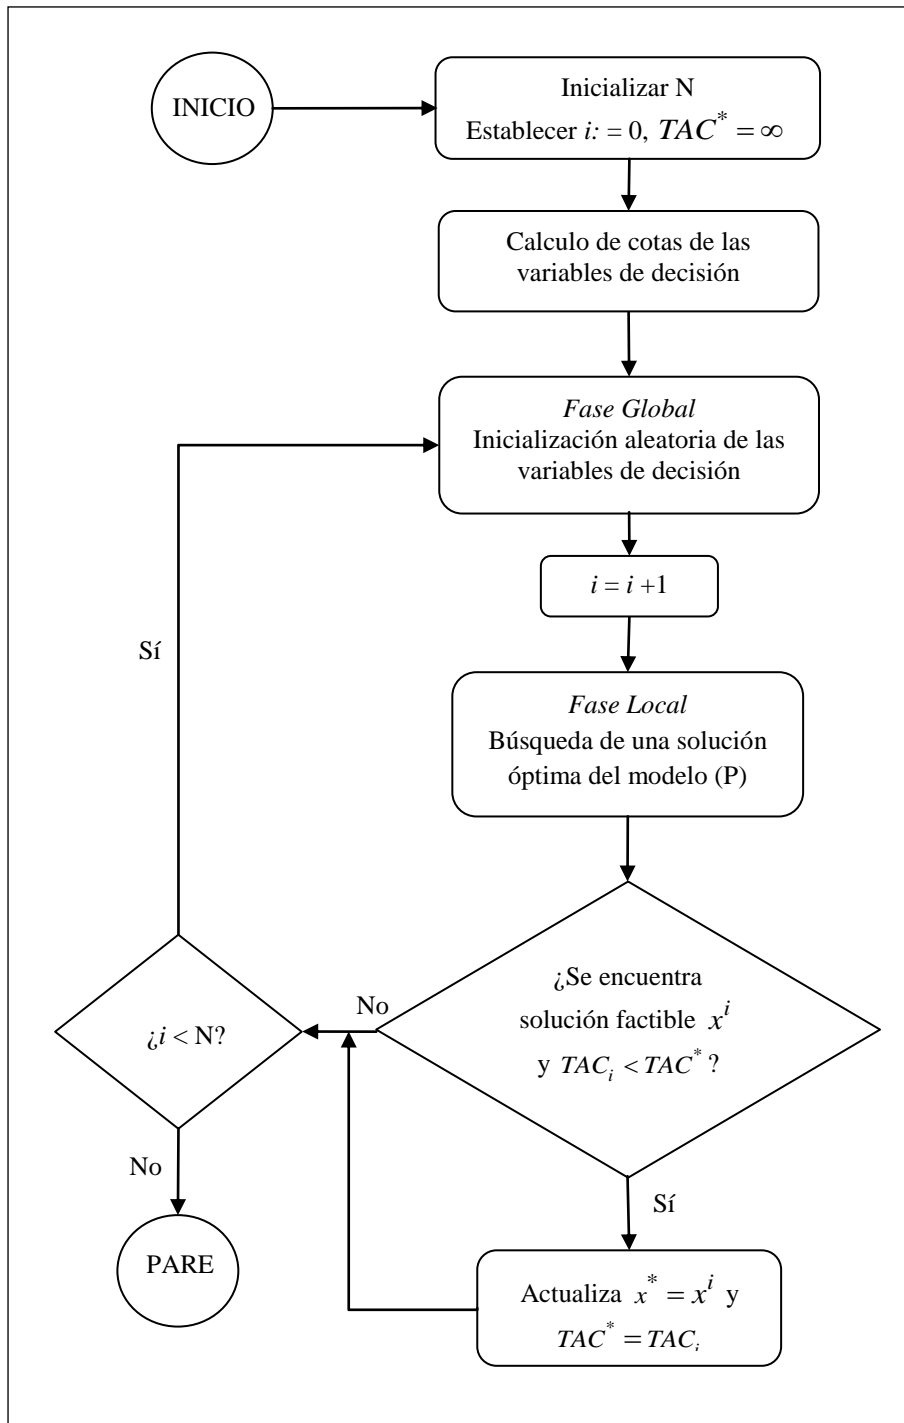 INICIO
Inicializar N
Establecer i: = 0, TAC* = ∞
Calculo de cotas de las
variables de decisión
Fase Global
Inicialización aleatoria de las
variables de decisión
i = i +1
Sí
Fase Local
Búsqueda de una solución
óptima del modelo (P)
¿Se encuentra
solución factible x^i
y TAC_i < TAC* ?
No
¿i < N?
No
Sí
PARE
Actualiza x* = x^i y
TAC* = TAC_i